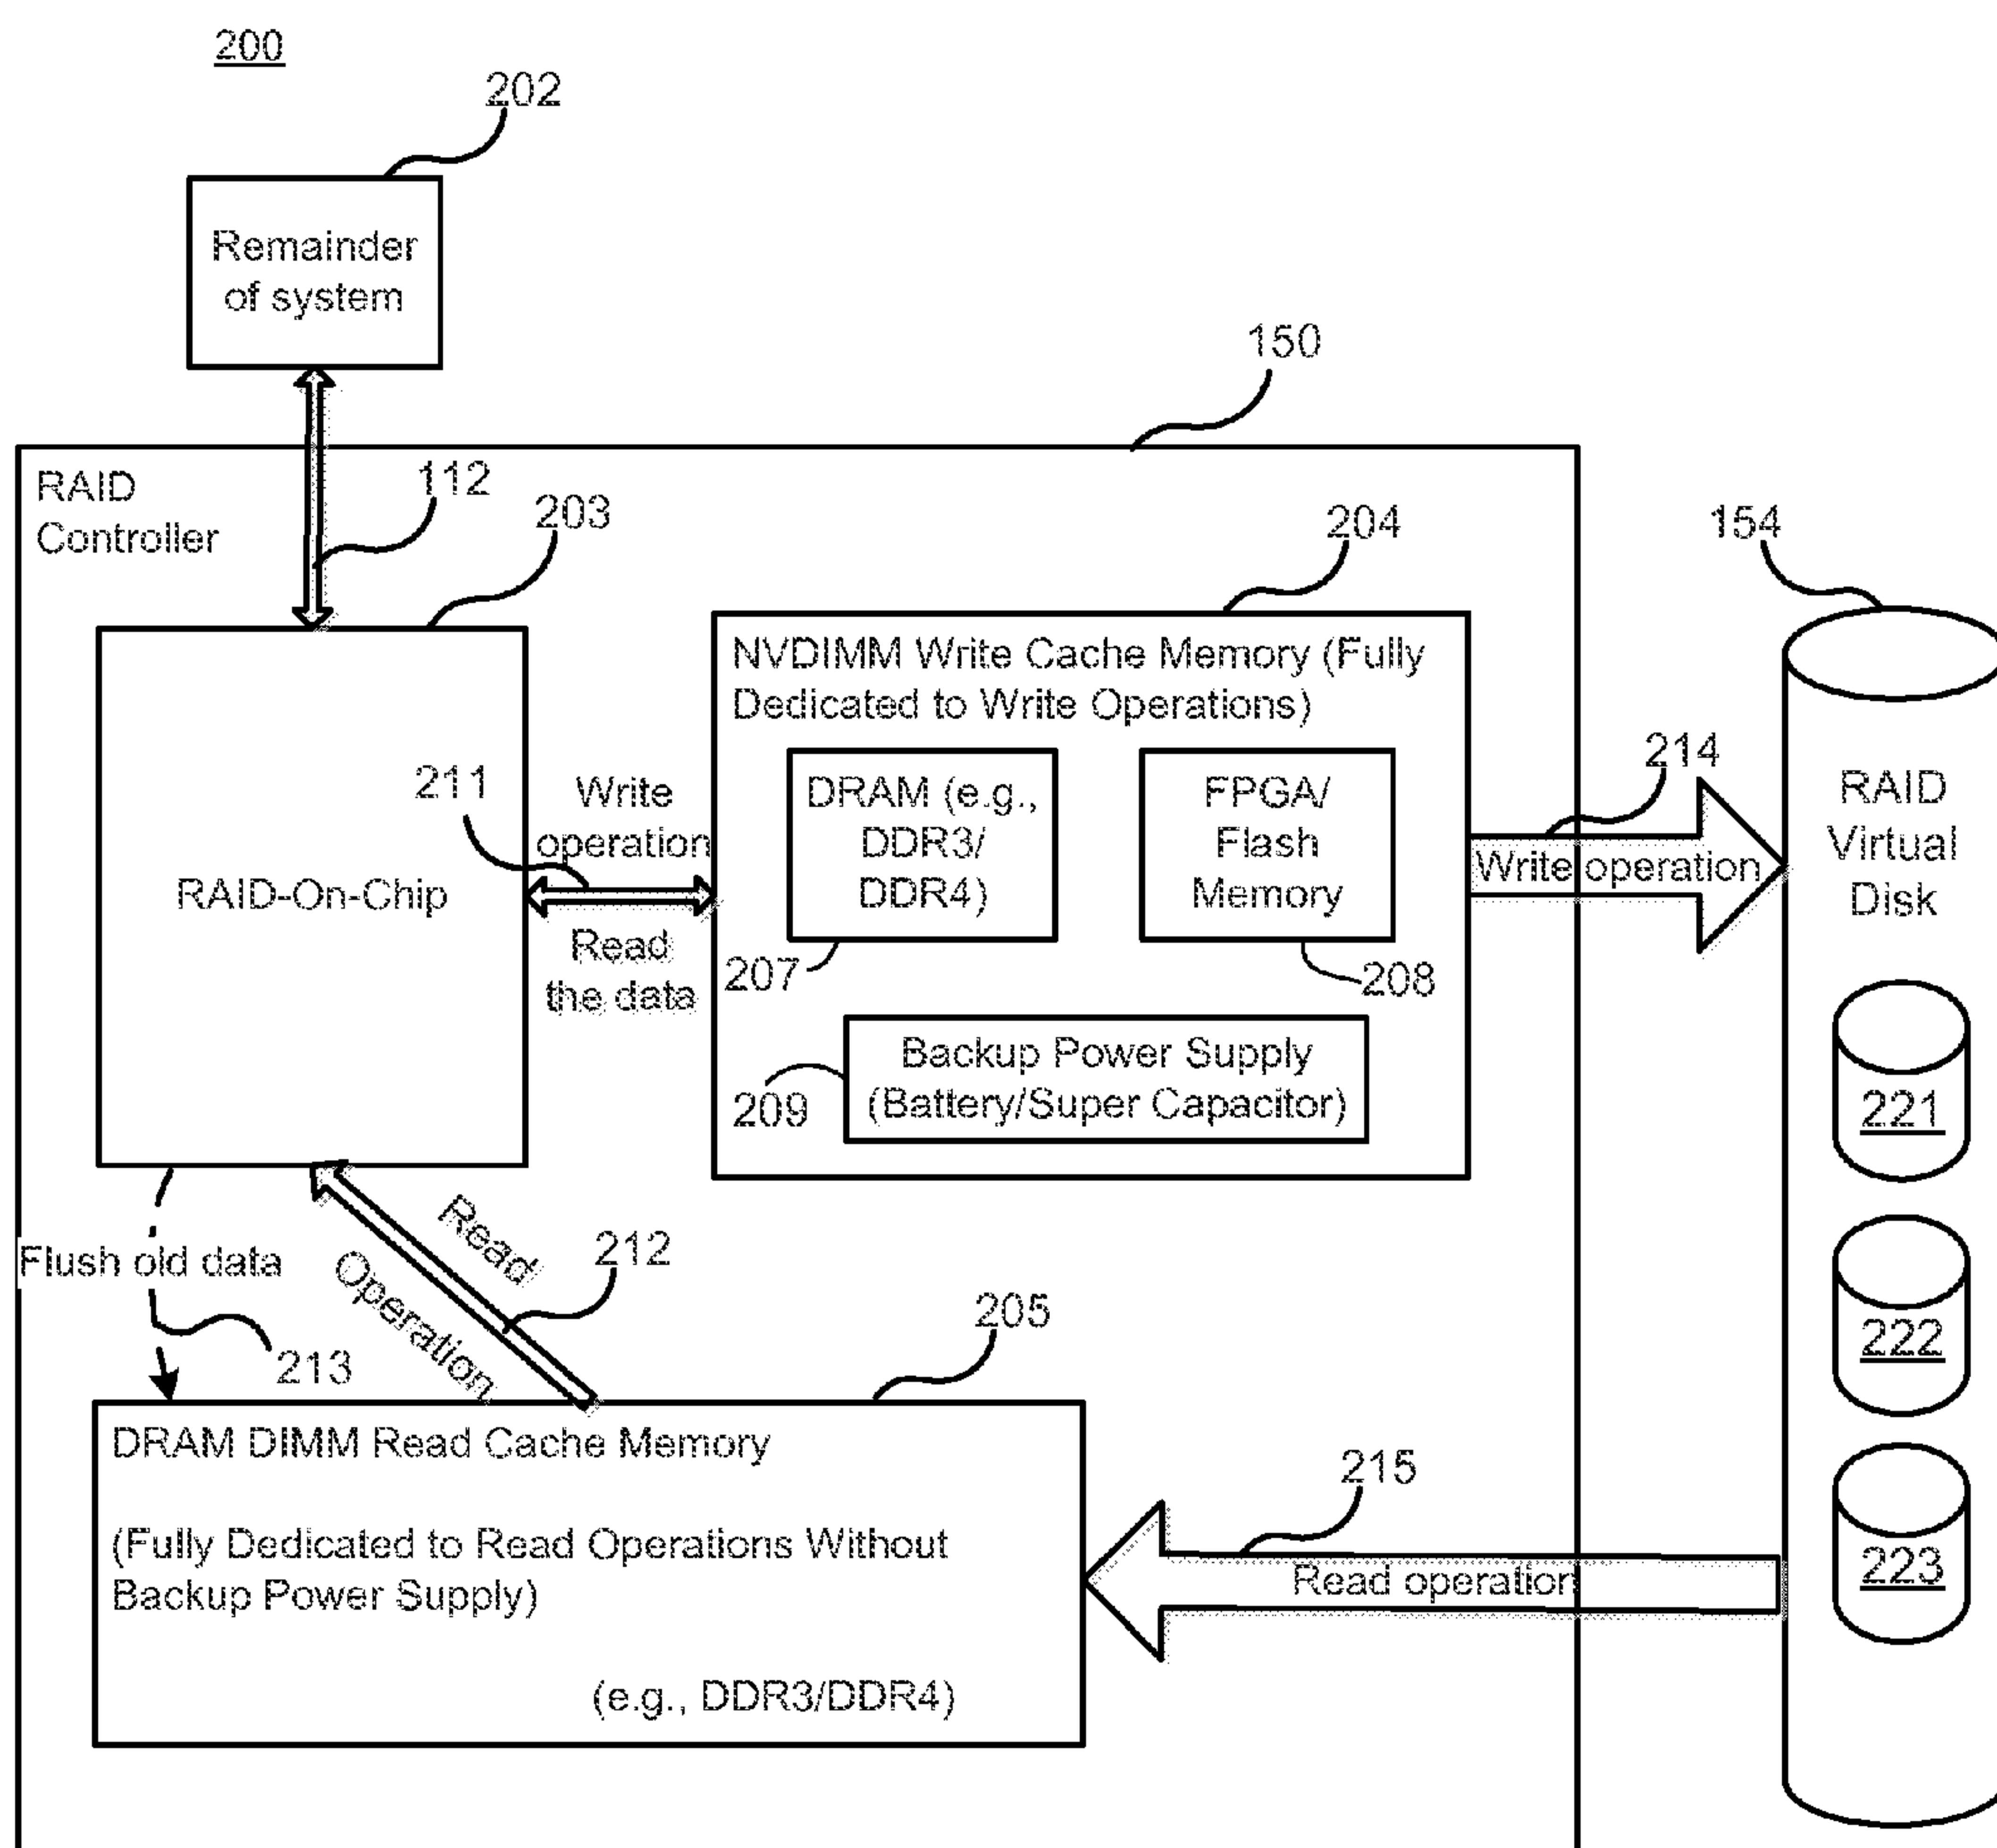 200
202
Remainder
of system
150
RAID
Controller
112
203
204
154
RAID-On-Chip
NVDIMM Write Cache Memory (Fully
Dedicated to Write Operations)
211
Write
operation
Read
the data
DRAM (e.g.,
DDR3/
DDR4)
207
FPGA/
Flash
Memory
208
Backup Power Supply
(Battery/Super Capacitor)
209
214
Write operation
RAID
Virtual
Disk
221
222
223
Flush old data
213
Read
Operation
212
205
DRAM DIMM Read Cache Memory
(Fully Dedicated to Read Operations Without
Backup Power Supply)
(e.g., DDR3/DDR4)
215
Read operation